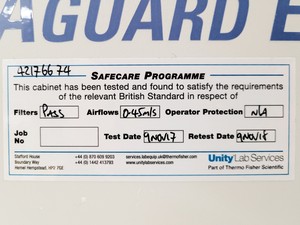 AGUARD E
42176674
SAFECARE PROGRAMME
This cabinet has been tested and found to satisfy the requirements
of the relevant British Standard in respect of
Filters PASS Airflows 0.45m/s Operator Protection N/A
Job No Test Date 9NOV17 Retest Date 9NOV18
Stafford House +44 (0) 870 609 9203 services.labequip.uk@thermofisher.com
Boundary Way +44 (0) 1442 413793 www.unitylabservices.com
Hemel Hempstead, HP2 7GE
Unity Lab Services
Part of Thermo Fisher Scientific